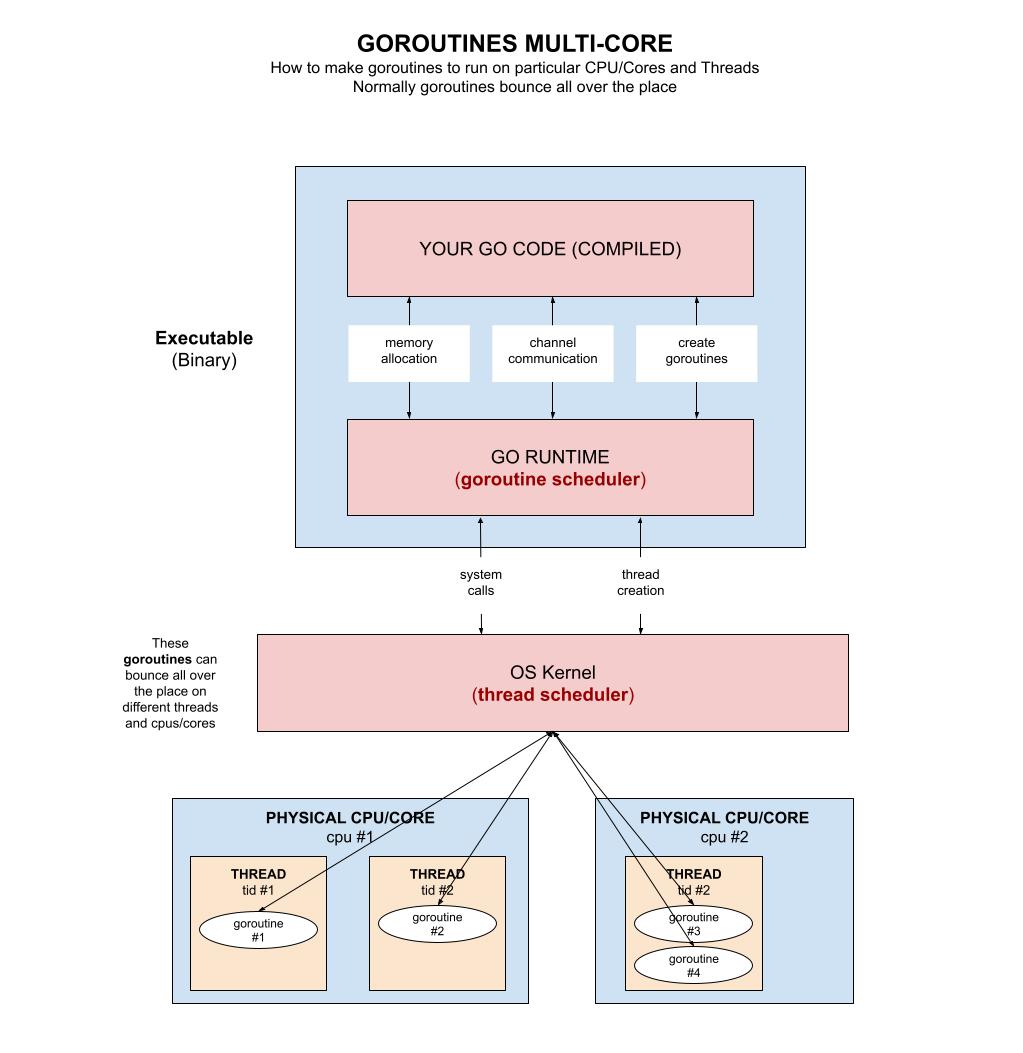 GOROUTINES MULTI-CORE
How to make goroutines to run on particular CPU/Cores and Threads
Normally goroutines bounce all over the place
YOUR GO CODE (COMPILED)
Executable
(Binary)
memory
allocation
channel
communication
create
goroutines
GO RUNTIME
(goroutine scheduler)
system
calls
thread
creation
These
goroutines can
bounce all over
the place on
different threads
and cpus/cores
OS Kernel
(thread scheduler)
PHYSICAL CPU/CORE
cpu #1
THREAD
tid #1
goroutine
#1
THREAD
tid #2
goroutine
#2
PHYSICAL CPU/CORE
cpu #2
THREAD
tid #2
goroutine
#3
goroutine
#4